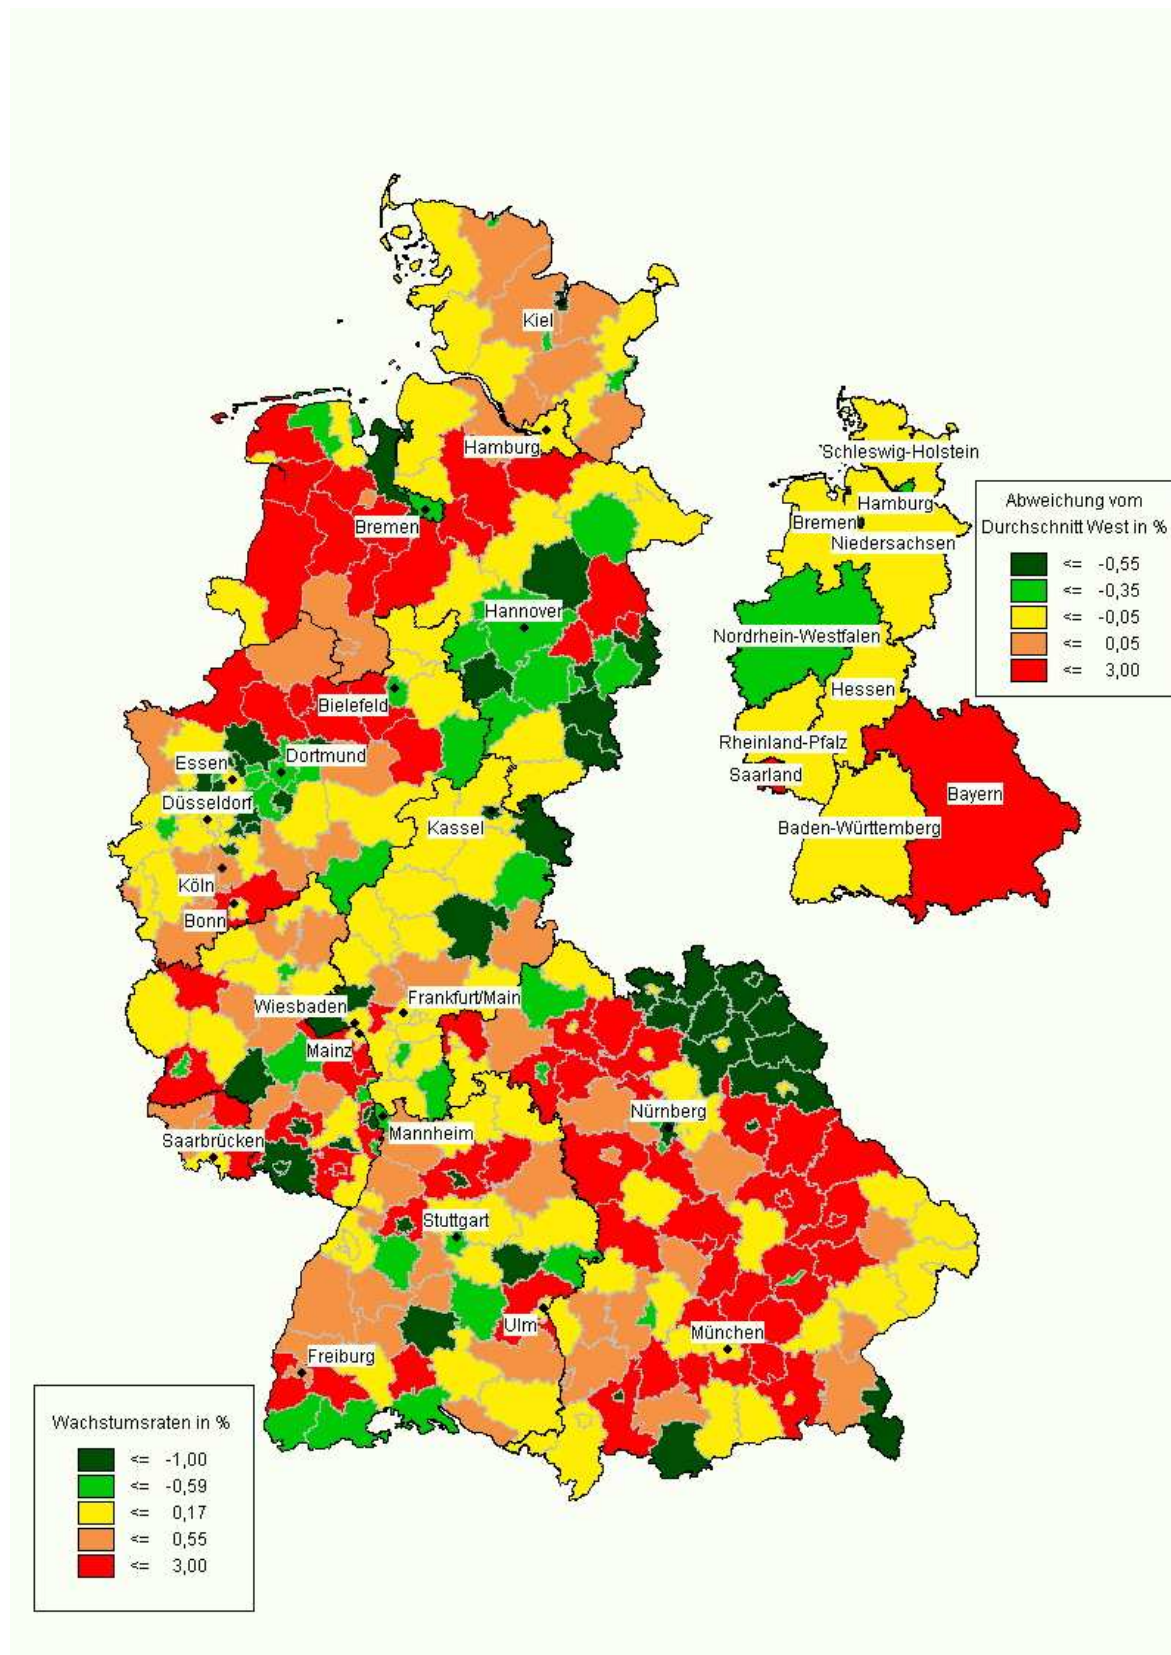 Kiel
Hamburg
Bremen
Hannover
Bielefeld
Essen
Dortmund
Düsseldorf
Kassel
Köln
Bonn
Wiesbaden
Frankfurt/Main
Mainz
Nürnberg
Mannheim
Saarbrücken
Stuttgart
Ulm
München
Freiburg
Schleswig-Holstein
Hamburg
Bremen
Niedersachsen
Nordrhein-Westfalen
Hessen
Rheinland-Pfalz
Saarland
Bayern
Baden-Württemberg
Abweichung vom
Durchschnitt West in %
<= -0,55
<= -0,35
<= -0,05
<= 0,05
<= 3,00
Wachstumsraten in %
<= -1,00
<= -0,59
<= 0,17
<= 0,55
<= 3,00